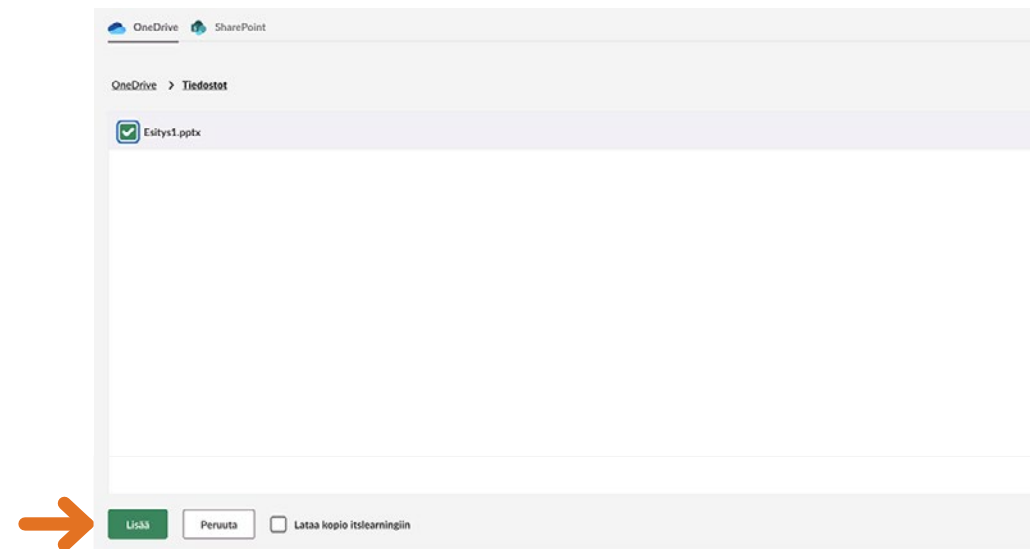 OneDrive SharePoint
OneDrive > Tiedostot
Esitys1.pptx
Lisää Peruuta Lataa kopio itslearningiin